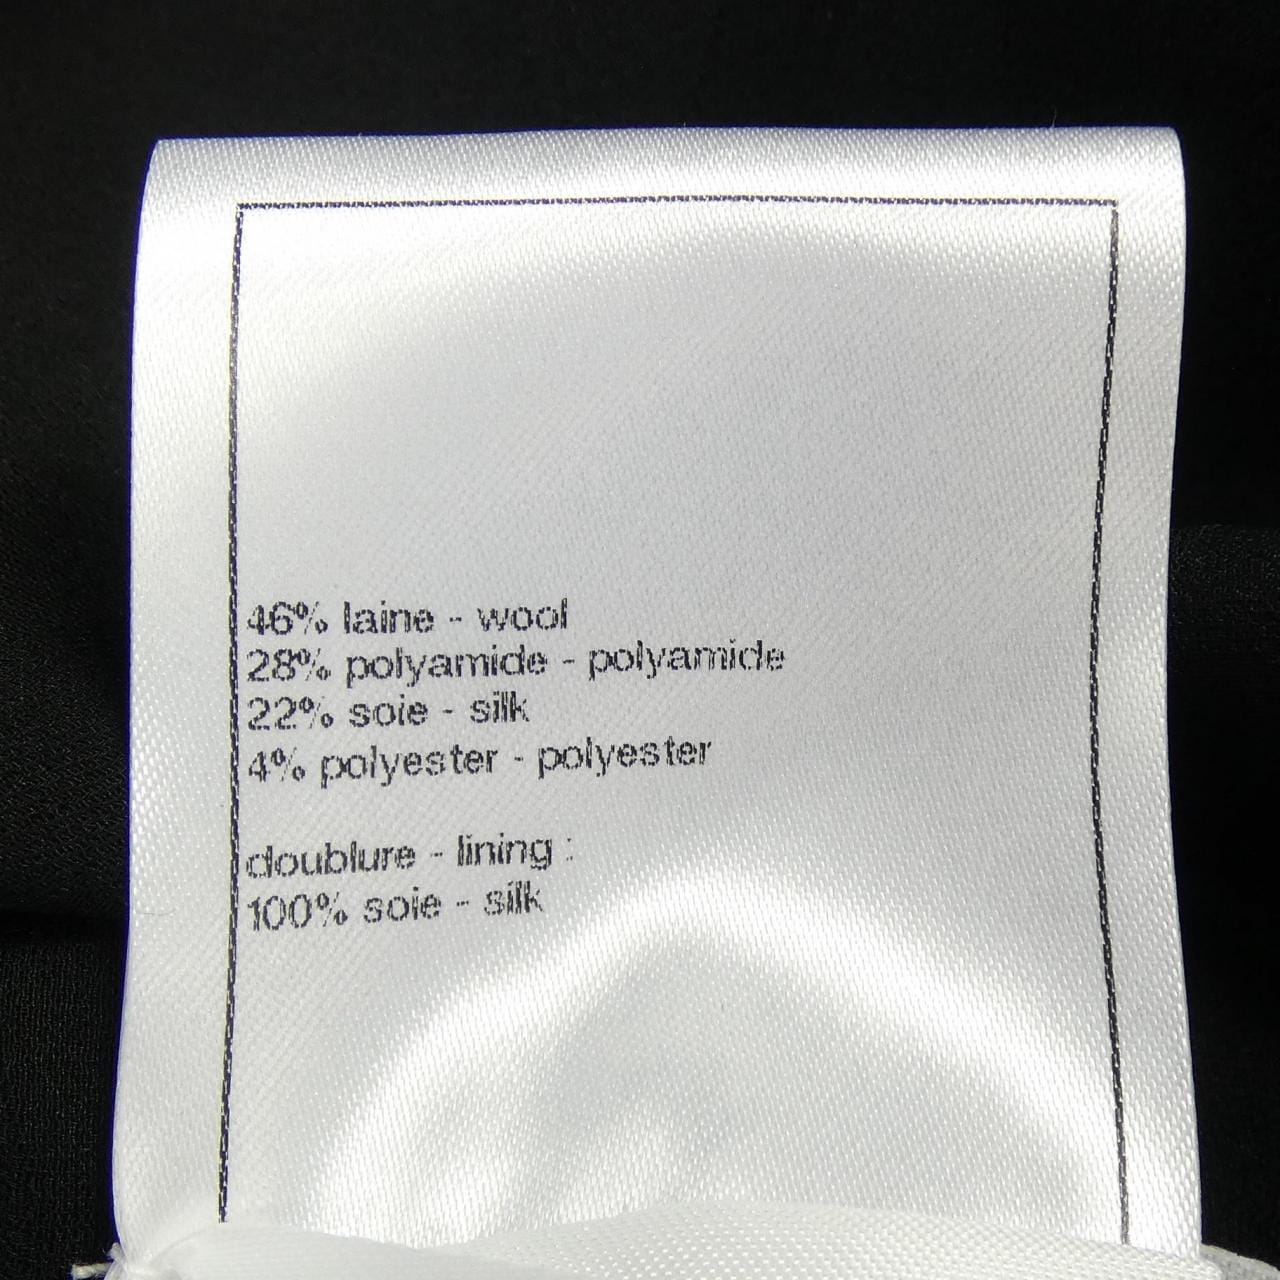 46% laine - wool
28% polyamide - polyamide
22% soie - silk
4% polyester - polyester
doublure - lining :
100% soie - silk